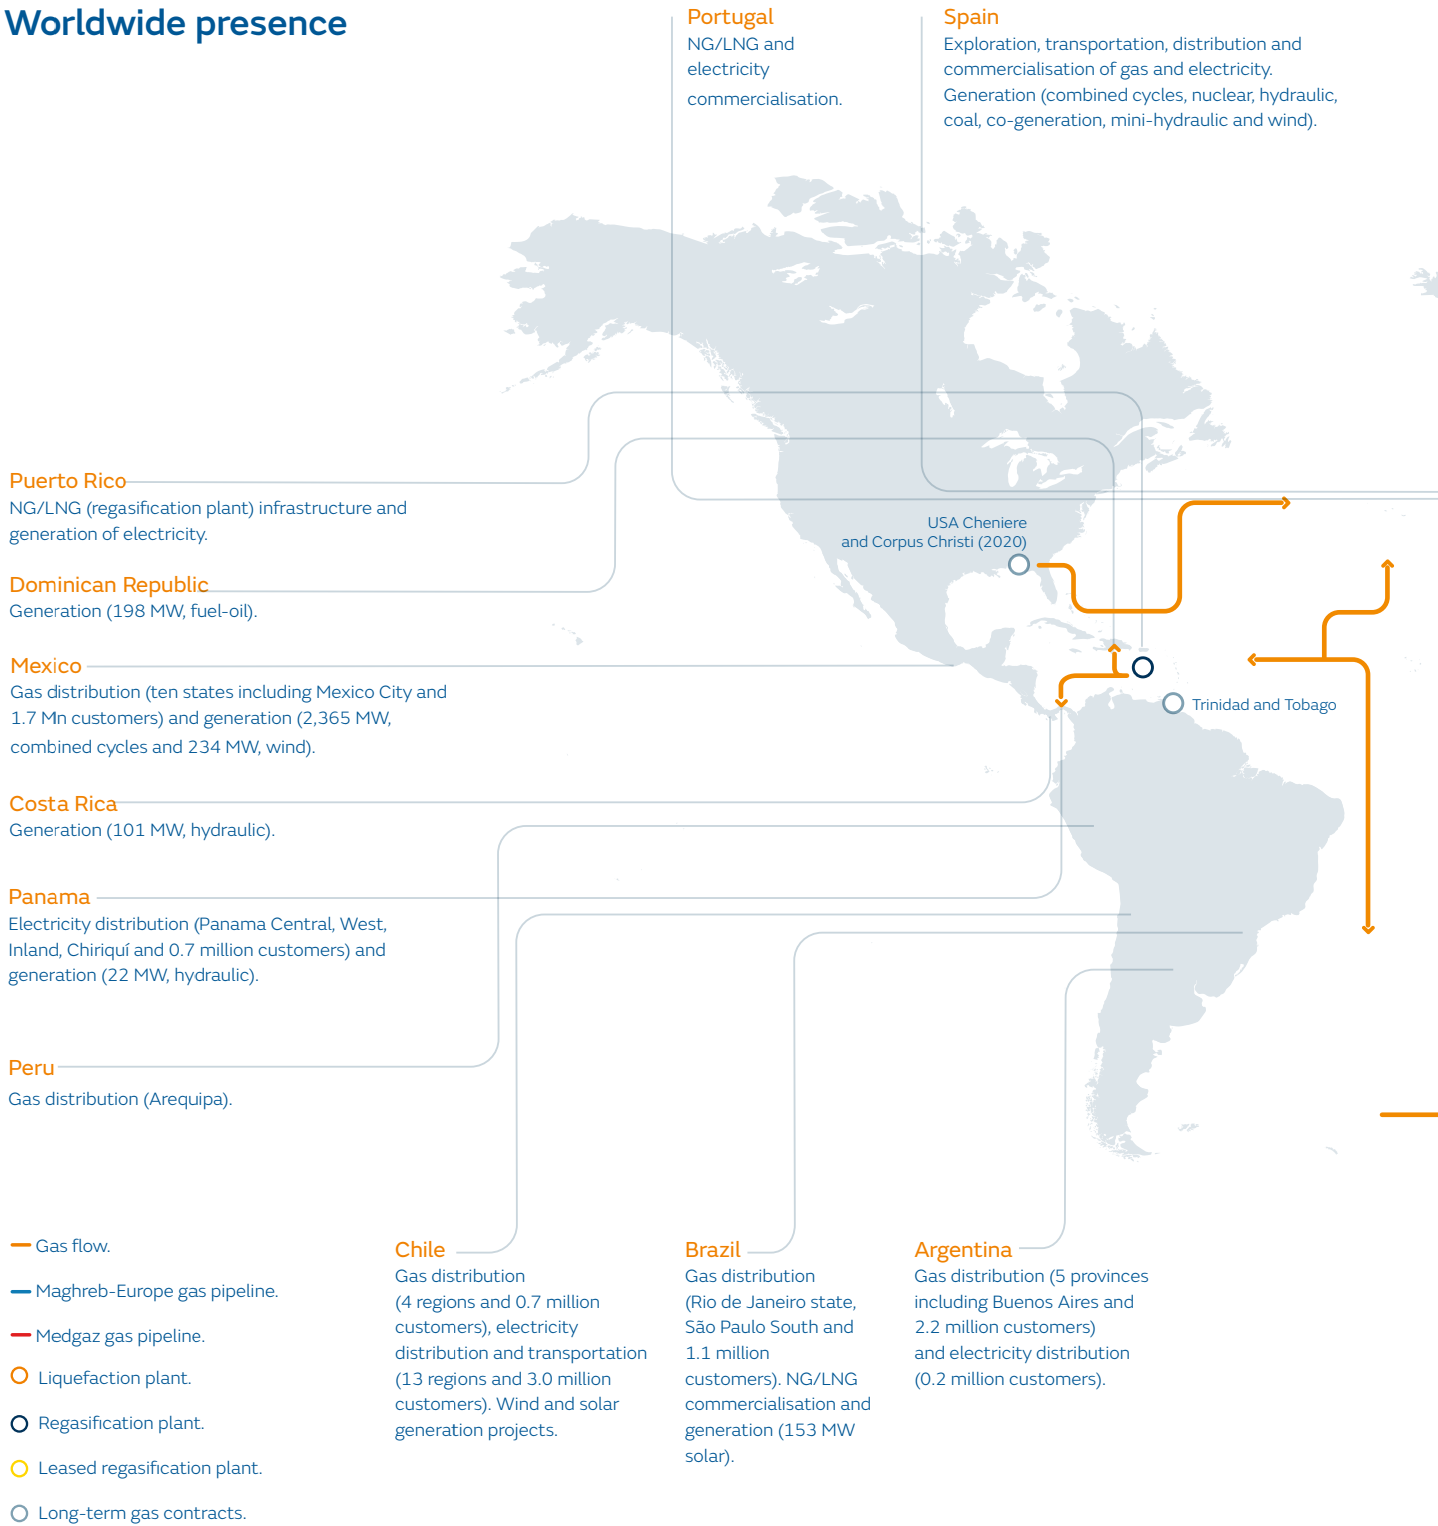 Worldwide presence
Portugal
NG/LNG and
electricity
commercialisation.
Spain
Exploration, transportation, distribution and
commercialisation of gas and electricity.
Generation (combined cycles, nuclear, hydraulic,
coal, co-generation, mini-hydraulic and wind).
Puerto Rico
NG/LNG (regasification plant) infrastructure and
generation of electricity.
USA Cheniere
and Corpus Christi (2020)
Dominican Republic
Generation (198 MW, fuel-oil).
Mexico
Gas distribution (ten states including Mexico City and
1.7 Mn customers) and generation (2,365 MW,
combined cycles and 234 MW, wind).
Trinidad and Tobago
Costa Rica
Generation (101 MW, hydraulic).
Panama
Electricity distribution (Panama Central, West,
Inland, Chiriquí and 0.7 million customers) and
generation (22 MW, hydraulic).
Peru
Gas distribution (Arequipa).
Gas flow.
Maghreb-Europe gas pipeline.
Medgaz gas pipeline.
Liquefaction plant.
Regasification plant.
Leased regasification plant.
Long-term gas contracts.
Chile
Gas distribution
(4 regions and 0.7 million
customers), electricity
distribution and transportation
(13 regions and 3.0 million
customers). Wind and solar
generation projects.
Brazil
Gas distribution
(Rio de Janeiro state,
São Paulo South and
1.1 million
customers). NG/LNG
commercialisation and
generation (153 MW
solar).
Argentina
Gas distribution (5 provinces
including Buenos Aires and
2.2 million customers)
and electricity distribution
(0.2 million customers).